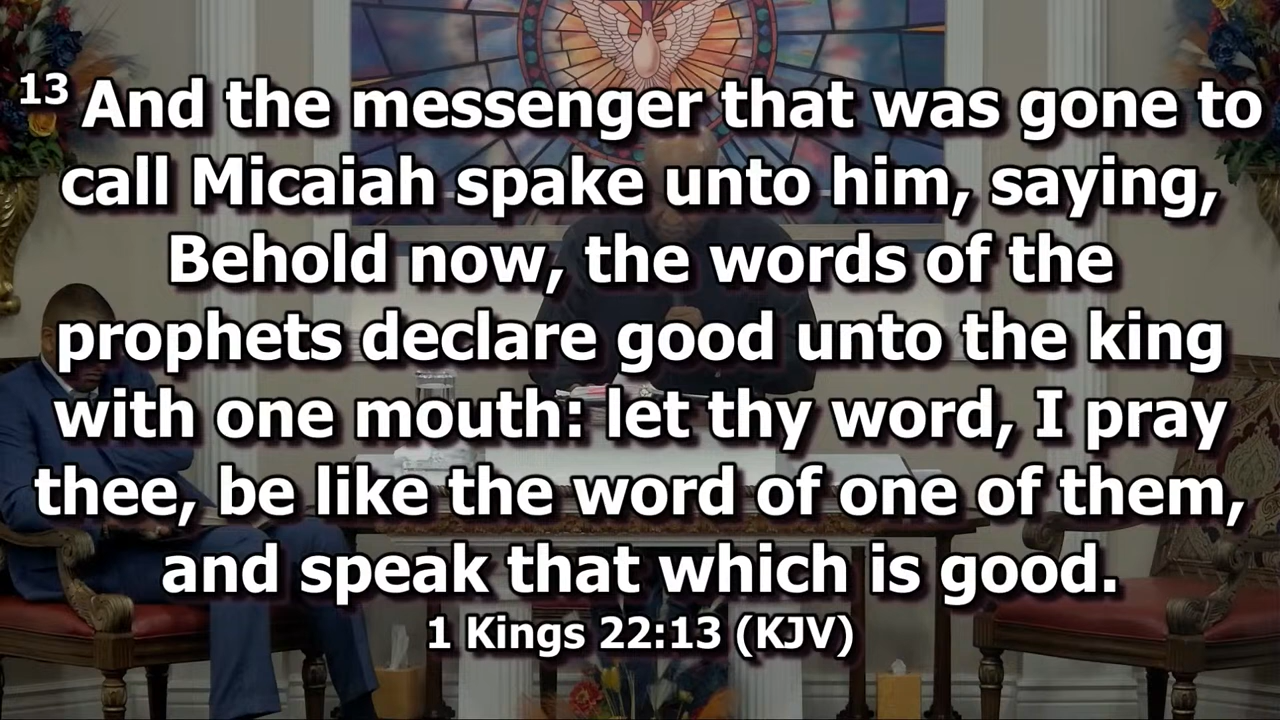 13 And the messenger that was gone to
call Micaiah spake unto him, saying,
Behold now, the words of the
prophets declare good unto the king
with one mouth: let thy word, I pray
thee, be like the word of one of them,
and speak that which is good.
1 Kings 22:13 (KJV)